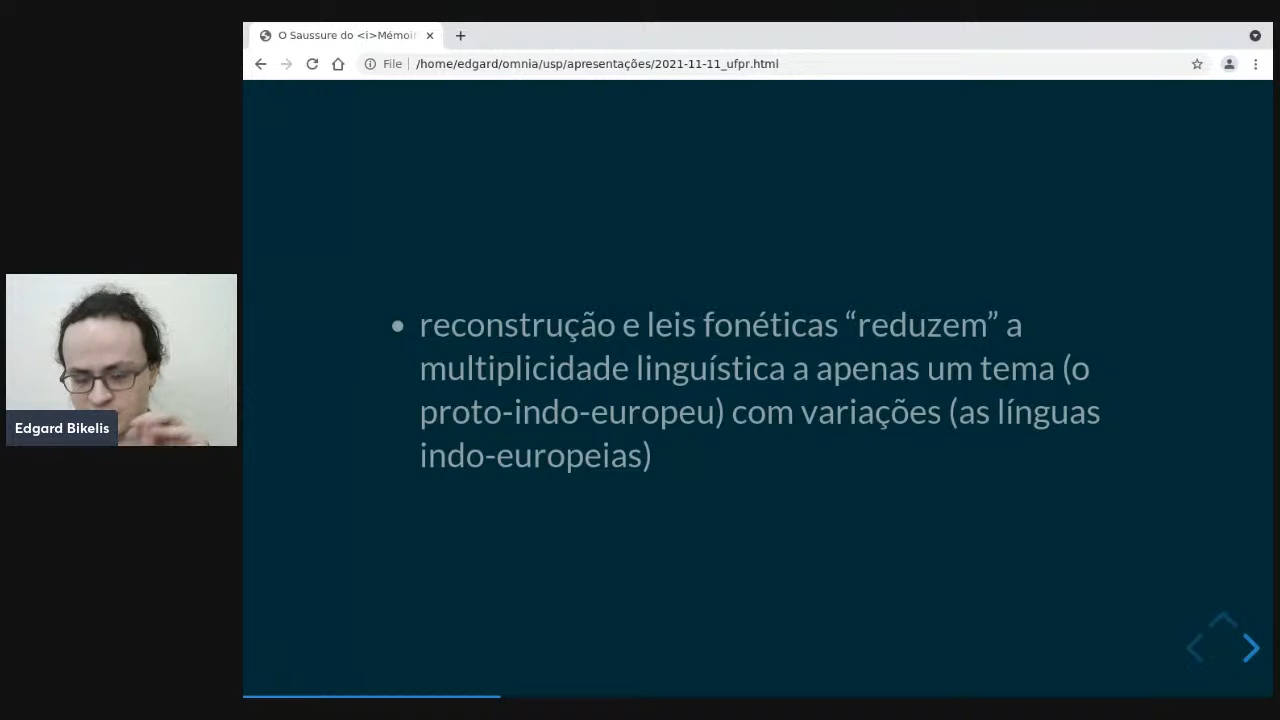 O Saussure do <i>Mémoi
File
/home/edgard/omnia/usp/apresentações/2021-11-11_ufpr.html
• reconstrução e leis fonéticas “reduzem” a
multiplicidade linguística a apenas um tema (o
proto-indo-europeu) com variações (as línguas
indo-europeias)
Edgard Bikelis